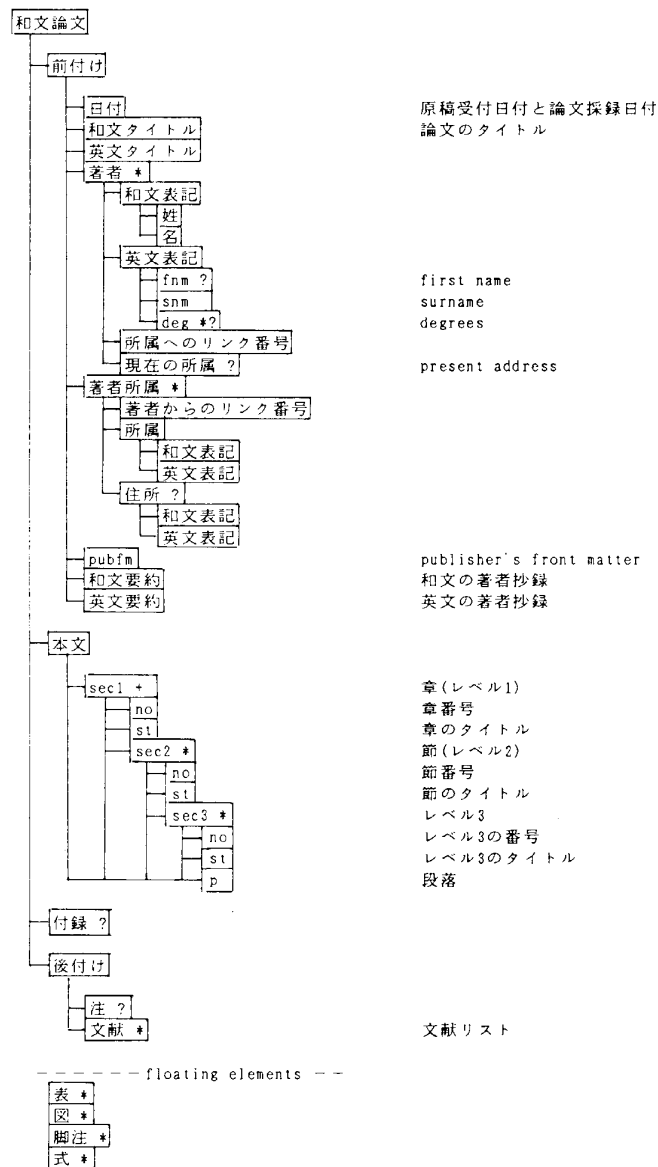 和文論文
前付け
日付 原稿受付日付と論文採録日付
和文タイトル 論文のタイトル
英文タイトル
著者 *
和文表記
姓
名
英文表記
fnm ? first name
snm surname
deg *? degrees
所属へのリンク番号
現在の所属 ? present address
著者所属 *
著者からのリンク番号
所属
和文表記
英文表記
住所 ?
和文表記
英文表記
pubfm publisher's front matter
和文要約 和文の著者抄録
英文要約 英文の著者抄録
本文
sec1 + 章(レベル1)
no 章番号
st 章のタイトル
sec2 * 節(レベル2)
no 節番号
st 節のタイトル
sec3 * レベル3
no レベル3の番号
st レベル3のタイトル
p 段落
付録 ?
後付け
注 ?
文献 * 文献リスト
floating elements
表 *
図 *
脚注 *
式 *